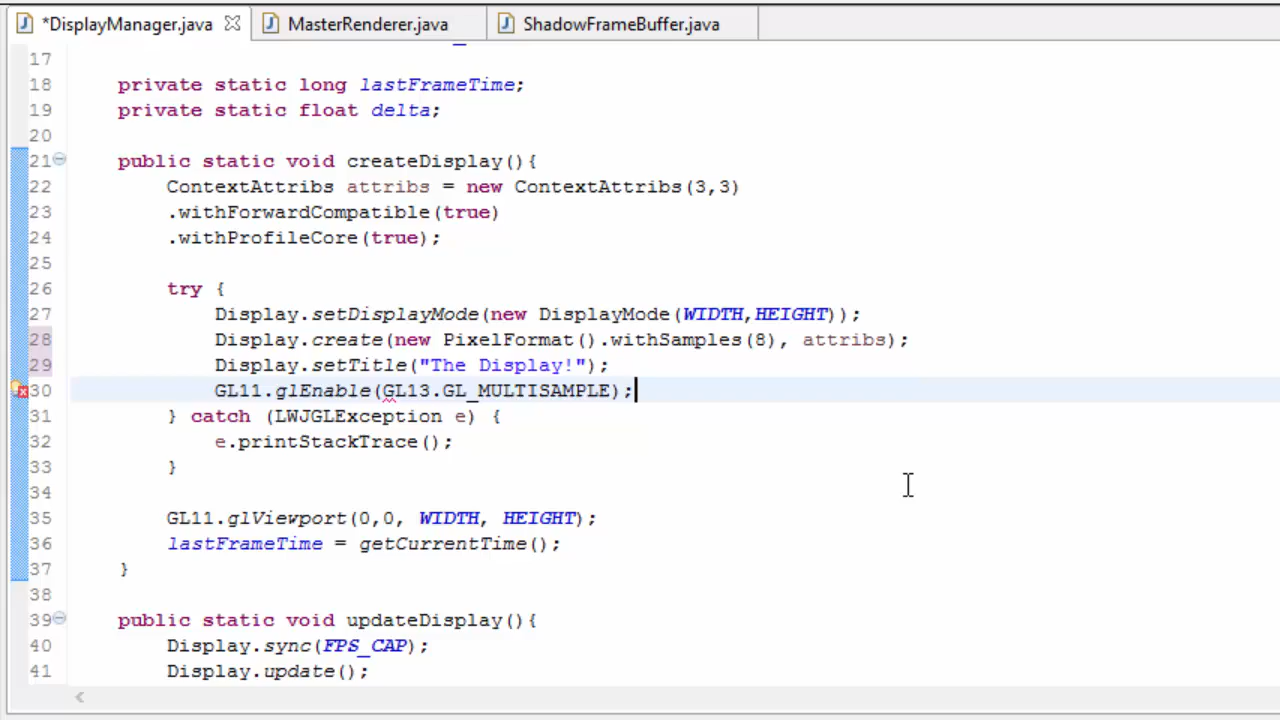 *DisplayManager.java MasterRenderer.java ShadowFrameBuffer.java
17
18 private static long lastFrameTime;
19 private static float delta;
20
21 public static void createDisplay(){
22 ContextAttribs attribs = new ContextAttribs(3,3)
23 .withForwardCompatible(true)
24 .withProfileCore(true);
25
26 try {
27 Display.setDisplayMode(new DisplayMode(WIDTH,HEIGHT));
28 Display.create(new PixelFormat().withSamples(8), attribs);
29 Display.setTitle("The Display!");
30 GL11.glEnable(GL13.GL_MULTISAMPLE);
31 } catch (LWJGLException e) {
32 e.printStackTrace();
33 }
34
35 GL11.glViewport(0,0, WIDTH, HEIGHT);
36 lastFrameTime = getCurrentTime();
37 }
38
39 public static void updateDisplay(){
40 Display.sync(FPS_CAP);
41 Display.update();